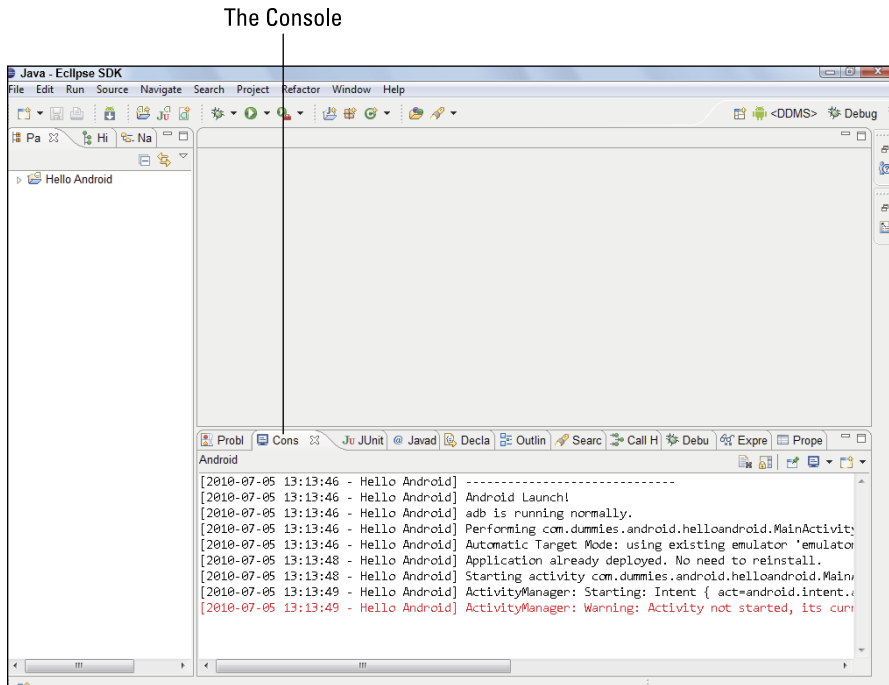 The Console
Java - Eclipse SDK
File Edit Run Source Navigate Search Project Refactor Window Help
<DDMS> Debug
Pa Hi Na
Hello Android
Probl Cons Ju JUnit @ Javad Decla Outlin Searc Call H Debu Expre Prope
Android
[2010-07-05 13:13:46 - Hello Android] ------------------------------
[2010-07-05 13:13:46 - Hello Android] Android Launch!
[2010-07-05 13:13:46 - Hello Android] adb is running normally.
[2010-07-05 13:13:46 - Hello Android] Performing com.dummies.android.helloandroid.MainActivity
[2010-07-05 13:13:46 - Hello Android] Automatic Target Mode: using existing emulator 'emulator
[2010-07-05 13:13:48 - Hello Android] Application already deployed. No need to reinstall.
[2010-07-05 13:13:48 - Hello Android] Starting activity com.dummies.android.helloandroid.Main
[2010-07-05 13:13:49 - Hello Android] ActivityManager: Starting: Intent { act=android.intent.a
[2010-07-05 13:13:49 - Hello Android] ActivityManager: Warning: Activity not started, its curr